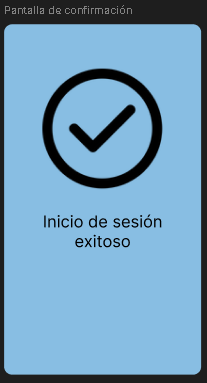 Pantalla de confirmación
Inicio de sesión
exitoso